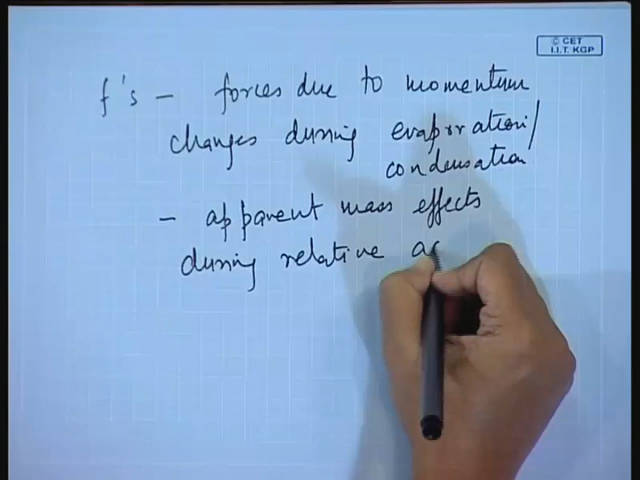 © CET
I.I.T. KGP
f's – forces due to momentum
changes during evaporation/
condensation
– apparent mass effects
during relative ac